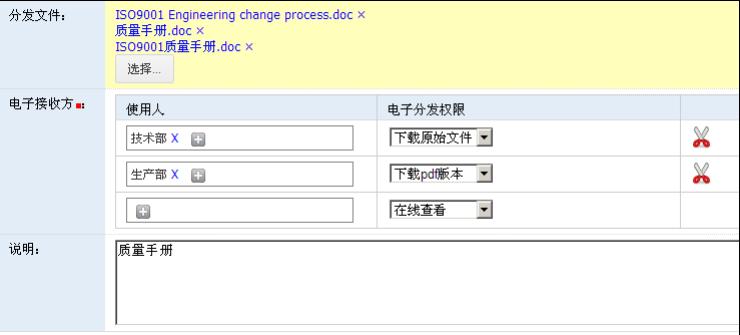 分发文件：
ISO9001 Engineering change process.doc ×
质量手册.doc ×
ISO9001质量手册.doc ×
选择...
电子接收方：
使用人 电子分发权限
技术部 X 下载原始文件
生产部 X 下载pdf版本
在线查看
说明：
质量手册